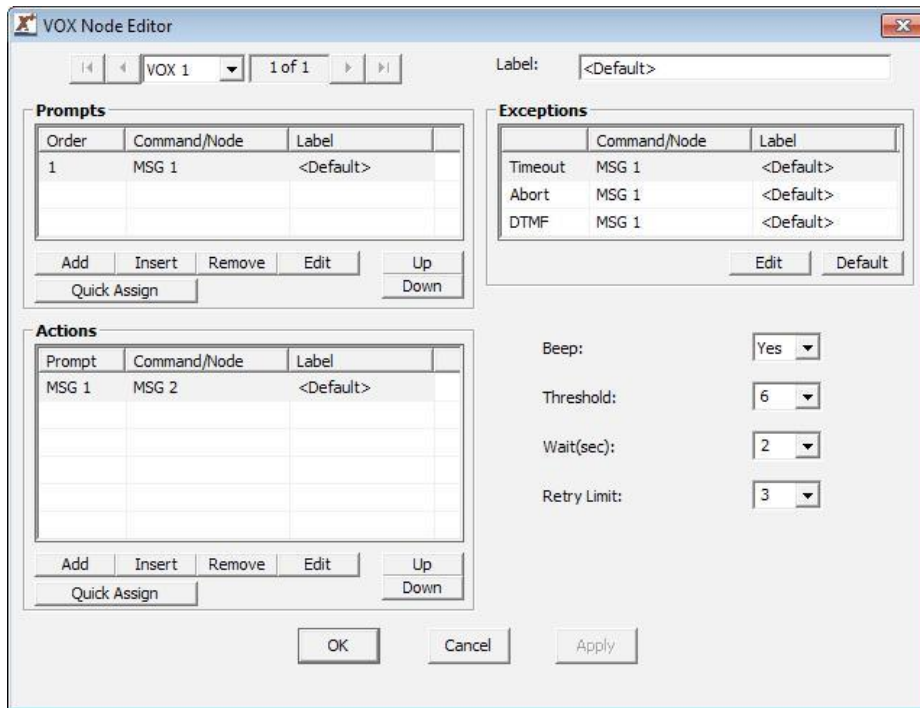 VOX Node Editor
VOX 1 1 of 1 Label: <Default>
Prompts
Order Command/Node Label
1 MSG 1 <Default>
Add Insert Remove Edit Up
Quick Assign Down
Exceptions
Command/Node Label
Timeout MSG 1 <Default>
Abort MSG 1 <Default>
DTMF MSG 1 <Default>
Edit Default
Actions
Prompt Command/Node Label
MSG 1 MSG 2 <Default>
Add Insert Remove Edit Up
Quick Assign Down
Beep: Yes
Threshold: 6
Wait(sec): 2
Retry Limit: 3
OK Cancel Apply